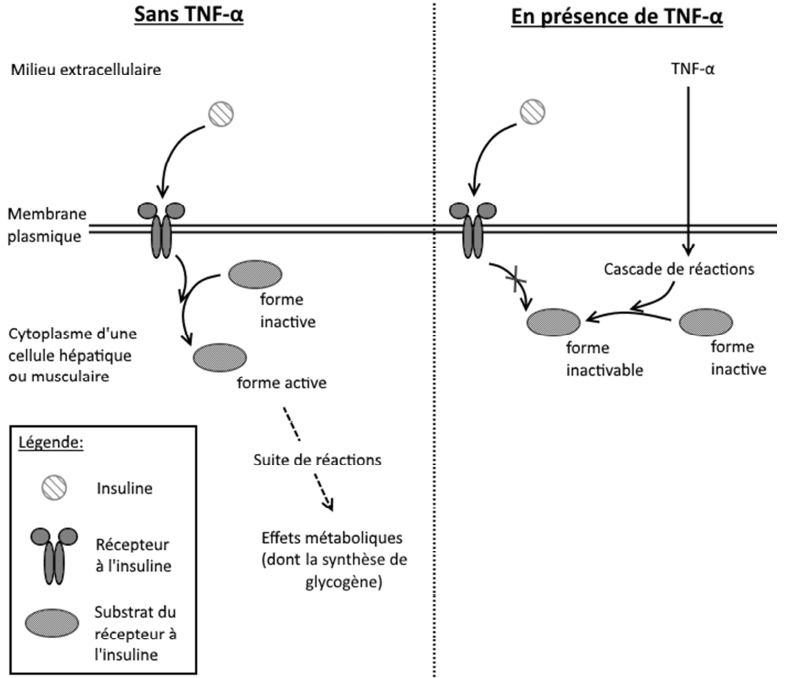 Sans TNF-α
Milieu extracellulaire
Membrane
plasmique
forme
inactive
Cytoplasme d'une
cellule hépatique
ou musculaire
forme active
Suite de réactions
Effets métaboliques
(dont la synthèse de
glycogène)
Légende:
Insuline
Récepteur
à l'insuline
Substrat du
récepteur à
l'insuline
En présence de TNF-α
TNF-α
Cascade de réactions
forme
inactivable
forme
inactive